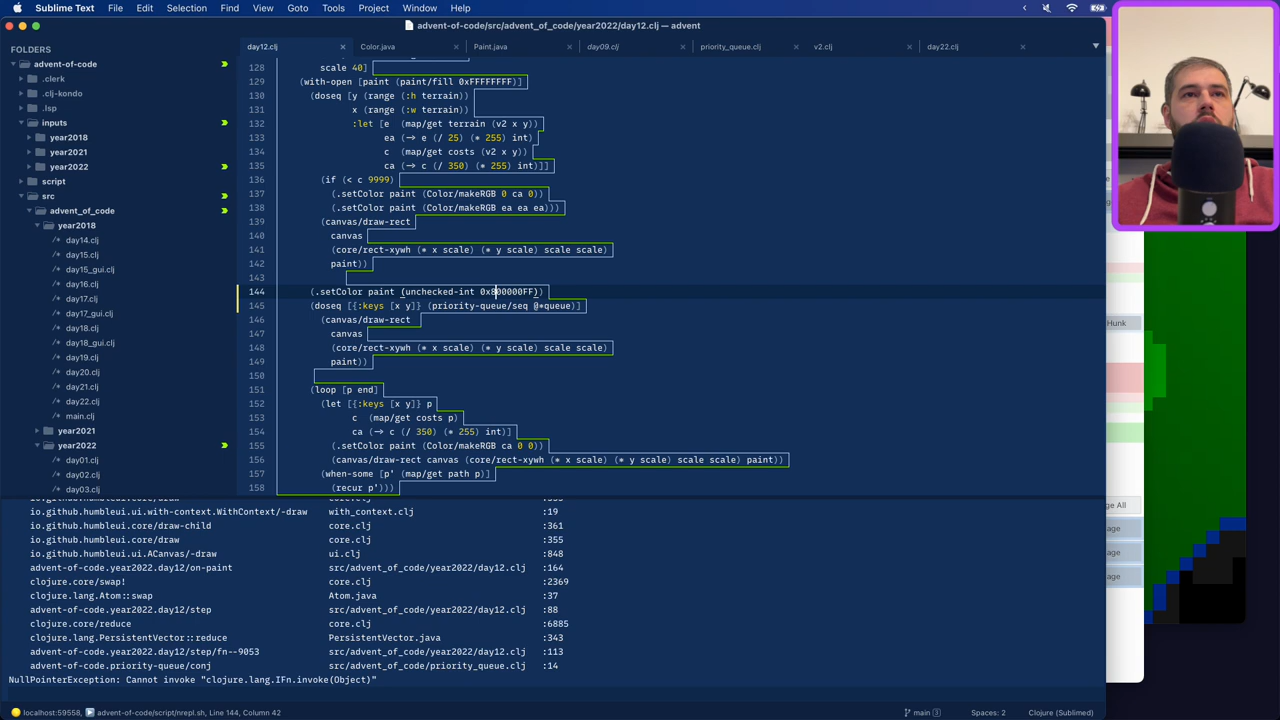 Sublime Text File Edit Selection Find View Goto Tools Project Window Help
advent-of-code/src/advent_of_code/year2022/day12.clj — advent
FOLDERS
advent-of-code
.clerk
.clj-kondo
.lsp
inputs
year2018
year2021
year2022
script
src
advent_of_code
year2018
/* day14.clj
/* day15.clj
/* day15_gui.clj
/* day16.clj
/* day17.clj
/* day17_gui.clj
/* day18_gui.clj
/* day19.clj
/* day20.clj
/* day21.clj
/* day22.clj
/* main.clj
year2021
year2022
/* day01.clj
/* day02.clj
/* day03.clj
day12.clj Color.java Paint.java day09.clj priority_queue.clj v2.clj day22.clj
128 scale 40]
129 (with-open [paint (paint/fill 0xFFFFFFFF)]
130 (doseq [y (range (:h terrain))
131 x (range (:w terrain))
132 :let [e (map/get terrain (v2 x y))
133 ea (-> e (/ 25) (* 255) int)
134 c (map/get costs (v2 x y))
135 ca (-> c (/ 350) (* 255) int)]]
136 (if (< c 9999)
137 (.setColor paint (Color/makeRGB 0 ca 0))
138 (.setColor paint (Color/makeRGB ea ea ea)))
139 (canvas/draw-rect
140 canvas
141 (core/rect-xywh (* x scale) (* y scale) scale scale)
142 paint))
143
144 (.setColor paint (unchecked-int 0x800000FF))
145 (doseq [{:keys [x y]} (priority-queue/seq @*queue)]
146 (canvas/draw-rect
147 canvas
148 (core/rect-xywh (* x scale) (* y scale) scale scale)
149 paint))
150
151 (loop [p end]
152 (let [{:keys [x y]} p
153 c (map/get costs p)
154 ca (-> c (/ 350) (* 255) int)]
155 (.setColor paint (Color/makeRGB ca 0 0))
156 (canvas/draw-rect canvas (core/rect-xywh (* x scale) (* y scale) scale scale) paint))
157 (when-some [p' (map/get path p)]
158 (recur p')))
io.github.humbleui.ui.with-context.WithContext/-draw with_context.clj :19
io.github.humbleui.core/draw-child core.clj :361
io.github.humbleui.core/draw core.clj :355
io.github.humbleui.ui.ACanvas/-draw ui.clj :848
advent-of-code.year2022.day12/on-paint src/advent_of_code/year2022/day12.clj :164
clojure.core/swap! core.clj :2369
clojure.lang.Atom::swap Atom.java :37
advent-of-code.year2022.day12/step src/advent_of_code/year2022/day12.clj :88
clojure.core/reduce core.clj :6885
clojure.lang.PersistentVector::reduce PersistentVector.java :343
advent-of-code.year2022.day12/step/fn--9053 src/advent_of_code/year2022/day12.clj :113
advent-of-code.priority-queue/conj src/advent_of_code/priority_queue.clj :14
NullPointerException: Cannot invoke "clojure.lang.IFn.invoke(Object)"
localhost:59558, advent-of-code/script/nrepl.sh, Line 144, Column 42 main 3 Spaces: 2 Clojure (Sublimed)
Hunk